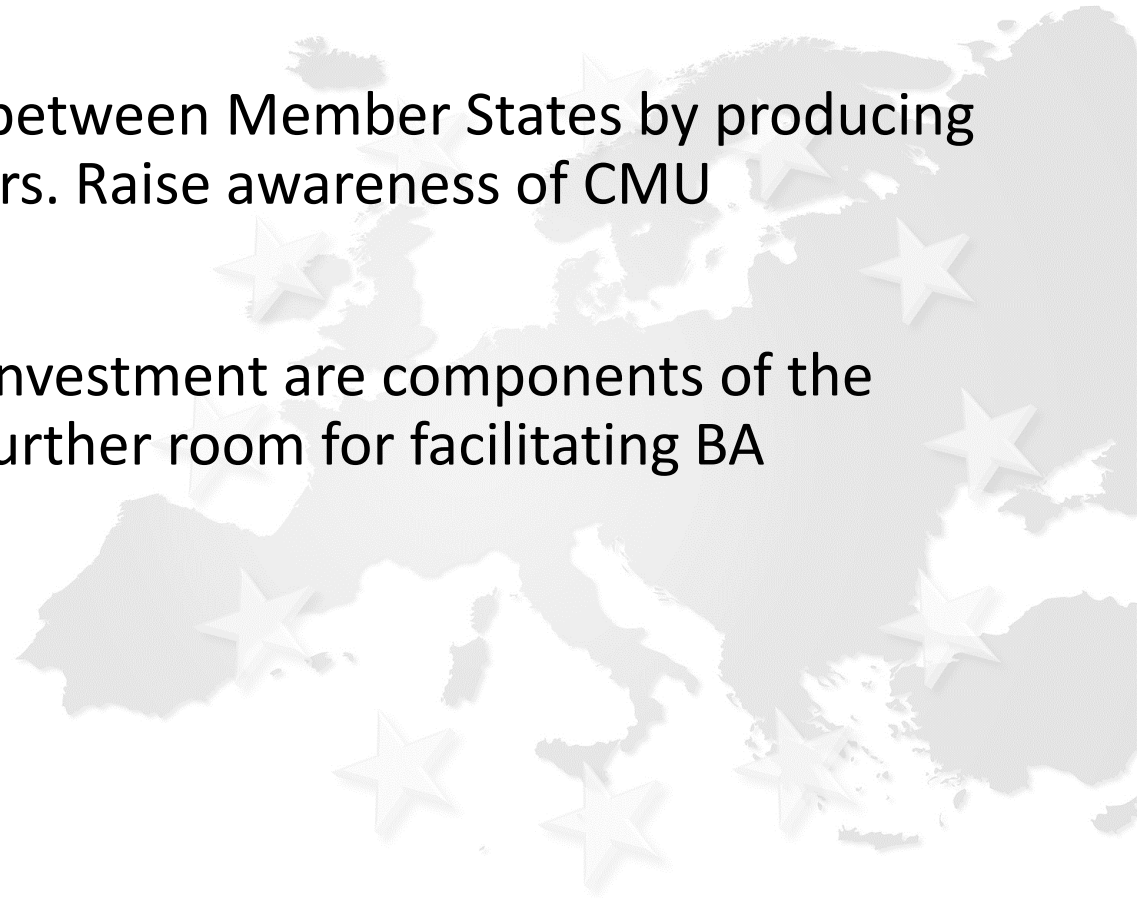 between Member States by producing
rs. Raise awareness of CMU
nvestment are components of the
urther room for facilitating BA